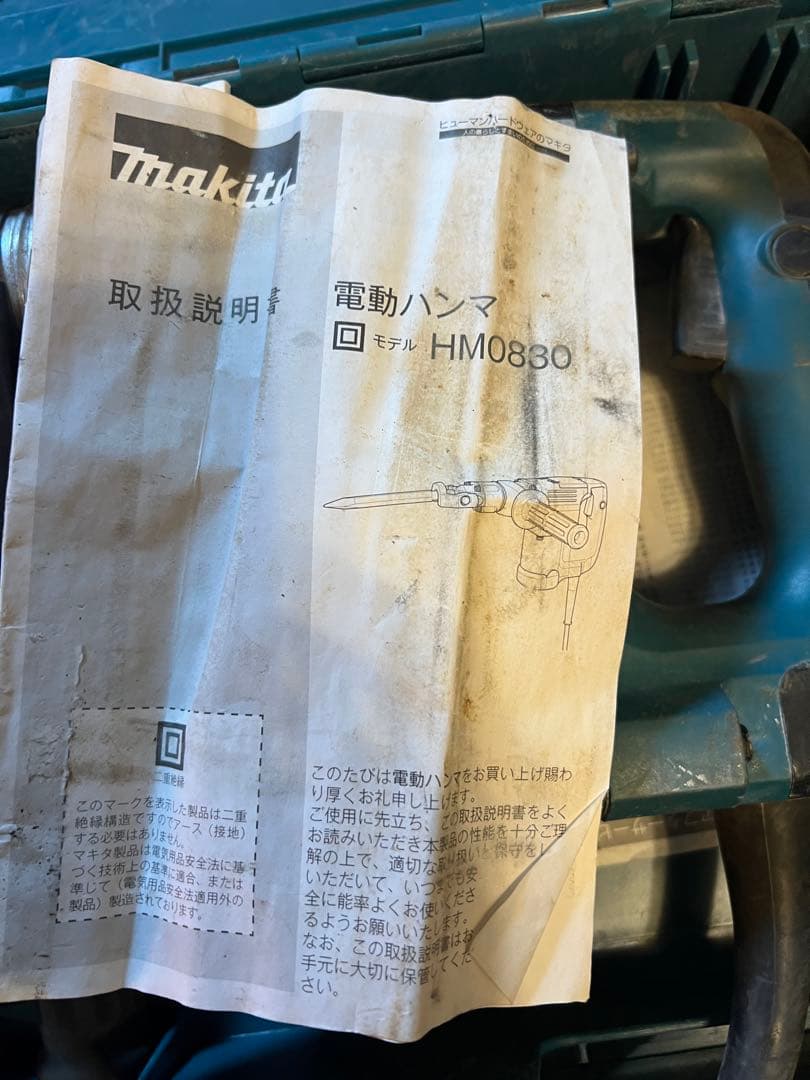 makita
ヒューマンハードウェアのマキタ
取扱説明書
電動ハンマ
モデル HM0830
二重絶縁
このマークを表示した製品は二重
絶縁構造ですのでアース（接地）
する必要はありません。
マキタ製品は電気用品安全法に基
づく技術上の基準に適合、または
準じて（電気用品安全法適用外の
製品）製造されております。
このたびは電動ハンマをお買い上げ賜わ
り厚くお礼申し上げます。
ご使用に先立ち、この取扱説明書をよく
お読みいただき本製品の性能を十分ご理
解の上で、適切な取り扱いと保守をし
いただいて、いつまでも安
全に能率よくお使いくださ
るようお願いいたします。
なお、この取扱説明書はお
手元に大切に保管してくだ
さい。